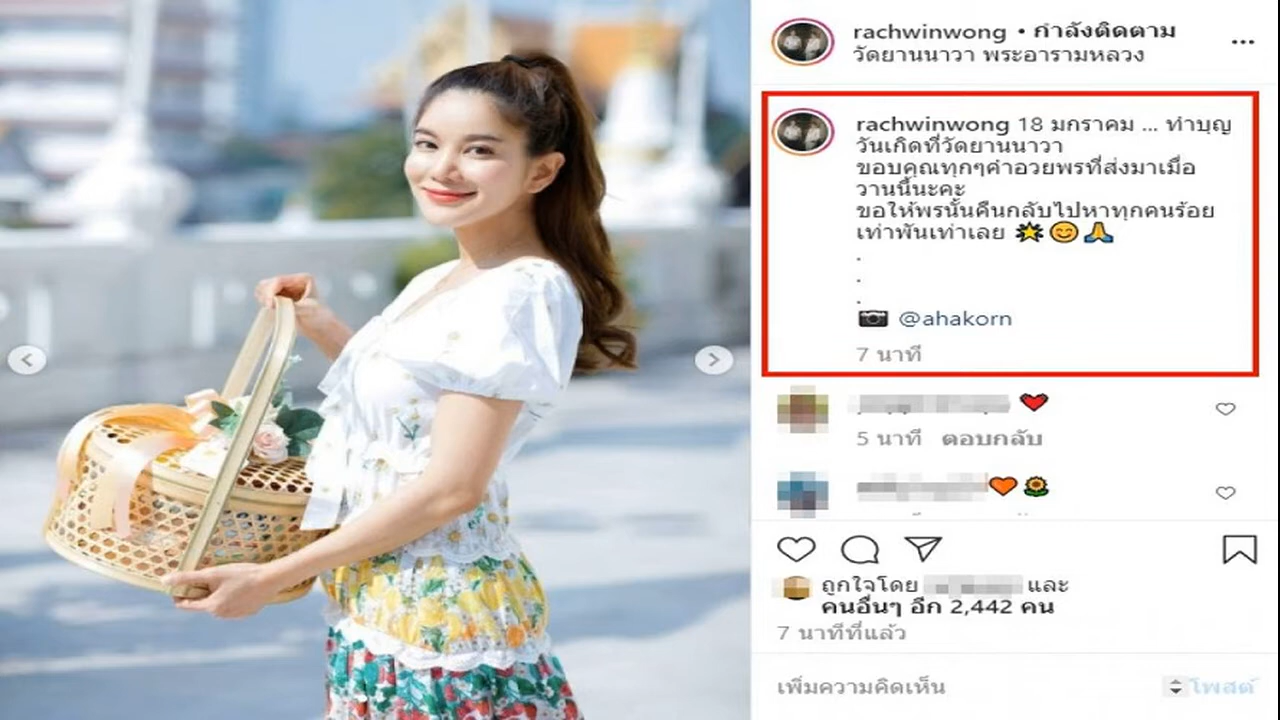 rachwinwong • กำลังติดตาม
วัดยานนาวา พระอารามหลวง
rachwinwong 18 มกราคม ... ทำบุญ
วันเกิดที่วัดยานนาวา
ขอบคุณทุกๆคำอวยพรที่ส่งมาเมื่อ
วานนี้นะคะ
ขอให้พรนั้นคืนกลับไปหาทุกคนร้อย
เท่าพันเท่าเลย 🌟😊🙏
.
.
.
📷 @ahakorn
7 นาที
5 นาที ตอบกลับ
ถูกใจโดย และ
คนอื่นๆ อีก 2,442 คน
7 นาทีที่แล้ว
เพิ่มความคิดเห็น
โพสต์